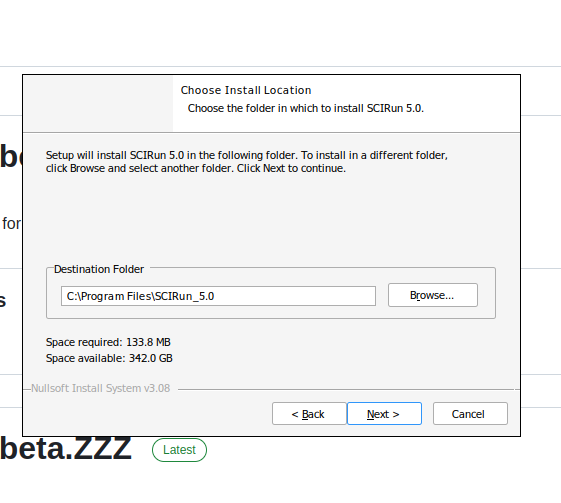 Choose Install Location
Choose the folder in which to install SCIRun 5.0.
be
for
Setup will install SCIRun 5.0 in the following folder. To install in a different folder,
click Browse and select another folder. Click Next to continue.
Destination Folder
C:\Program Files\SCIRun_5.0
Browse...
s
Space required: 133.8 MB
Space available: 342.0 GB
Nullsoft Install System v3.08
< Back
Next >
Cancel
beta.ZZZ
Latest